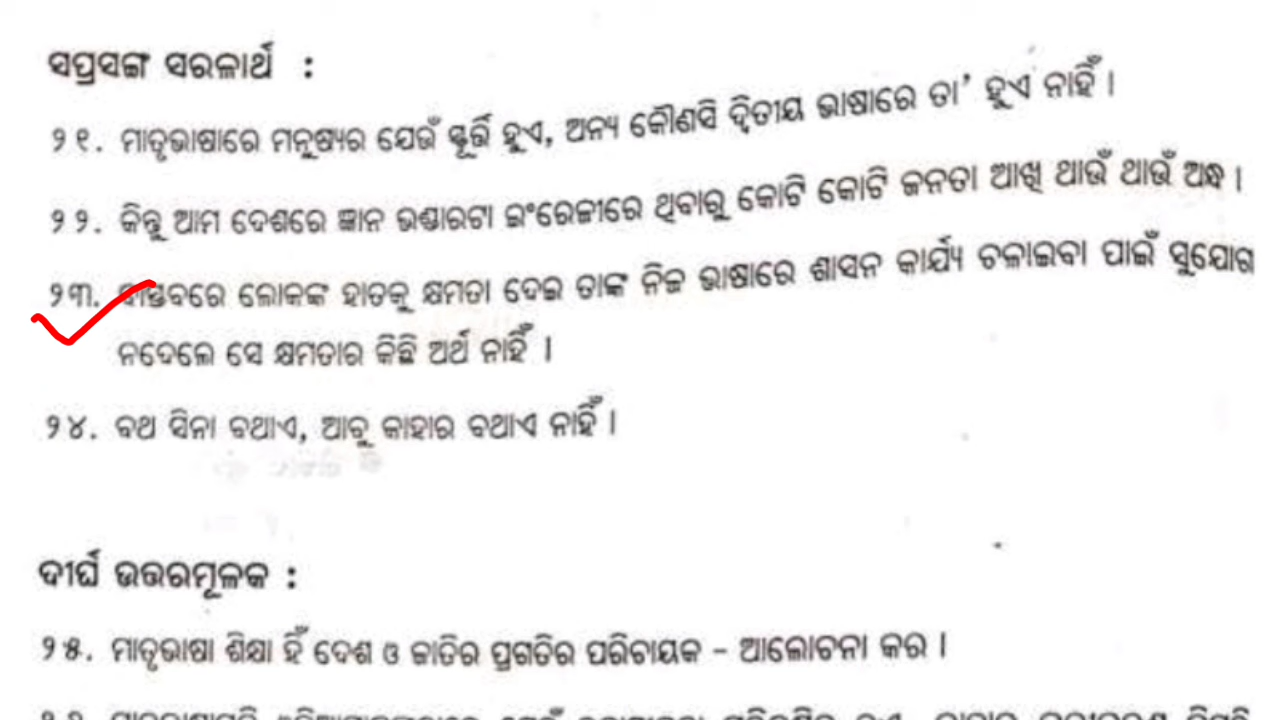 ସପ୍ରସଙ୍ଗ ସରଳାର୍ଥ :
୨୧. ମାତୃଭାଷାରେ ମନୁଷ୍ୟର ଯେଉଁ ସ୍ଫୂର୍ତ୍ତି ହୁଏ, ଅନ୍ୟ କୌଣସି ଦ୍ୱିତୀୟ ଭାଷାରେ ତା' ହୁଏ ନାହିଁ ।
୨୨. କିନ୍ତୁ ଆମ ଦେଶରେ ଜ୍ଞାନ ଭଣ୍ଡାରଟା ଇଂରେଜୀରେ ଥିବାରୁ କୋଟି କୋଟି ଜନତା ଆଖି ଥାଉଁ ଥାଉଁ ଅନ୍ଧ ।
୨୩. ବାସ୍ତବରେ ଲୋକଙ୍କ ହାତକୁ କ୍ଷମତା ଦେଇ ତାଙ୍କ ନିଜ ଭାଷାରେ ଶାସନ କାର୍ଯ୍ୟ ଚଳାଇବା ପାଇଁ ସୁଯୋଗ
ନଦେଲେ ସେ କ୍ଷମତାର କିଛି ଅର୍ଥ ନାହିଁ ।
୨୪. ବଥ ସିନା ବଥାଏ, ଆବୁ କାହାର ବଥାଏ ନାହିଁ ।
ଦୀର୍ଘ ଉତ୍ତରମୂଳକ :
୨୫. ମାତୃଭାଷା ଶିକ୍ଷା ହିଁ ଦେଶ ଓ ଜାତିର ପ୍ରଗତିର ପରିଚାୟକ - ଆଲୋଚନା କର ।